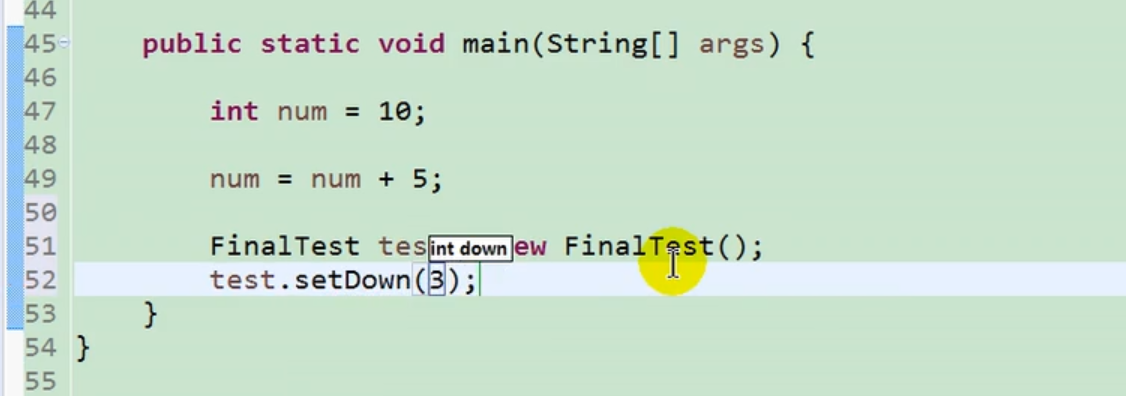 44
45 public static void main(String[] args) {
46
47 int num = 10;
48
49 num = num + 5;
50
51 FinalTest tes int down ew FinalTest();
52 test.setDown(3);
53 }
54 }
55